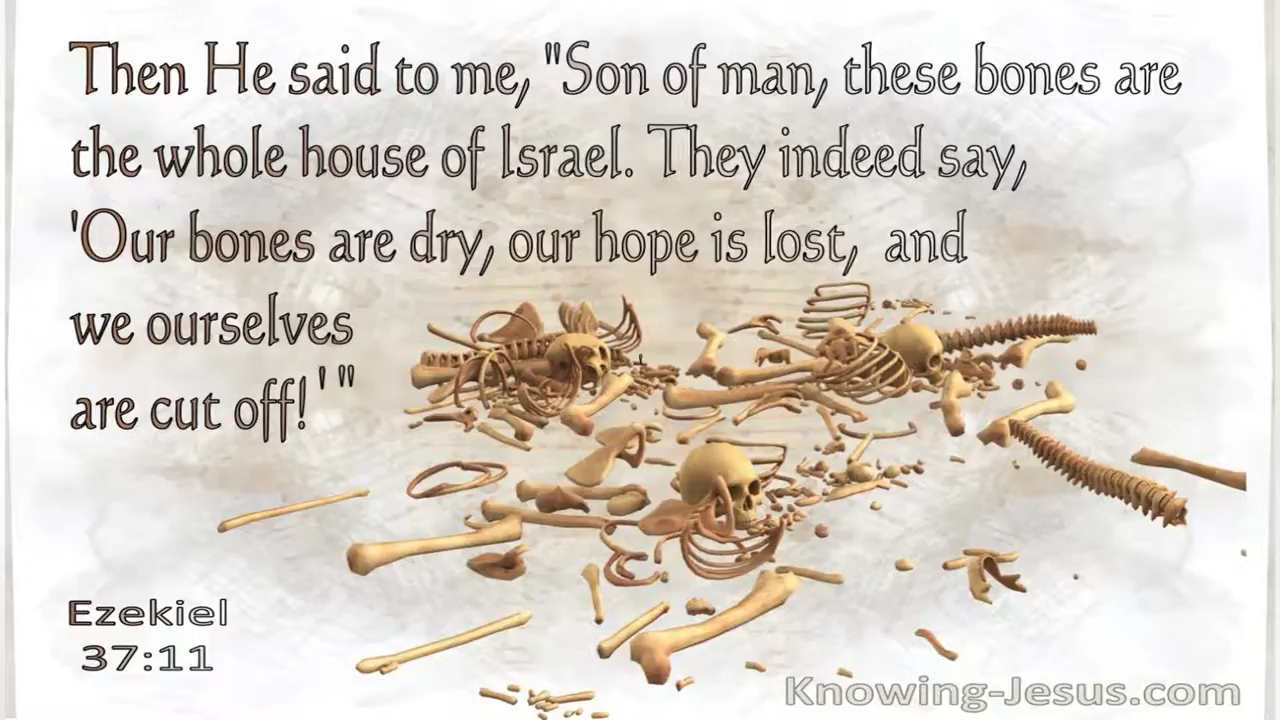 Then He said to me, "Son of man, these bones are
the whole house of Israel. They indeed say,
'Our bones are dry, our hope is lost, and
we ourselves
are cut off!' "
Ezekiel
37:11
Knowing-Jesus.com